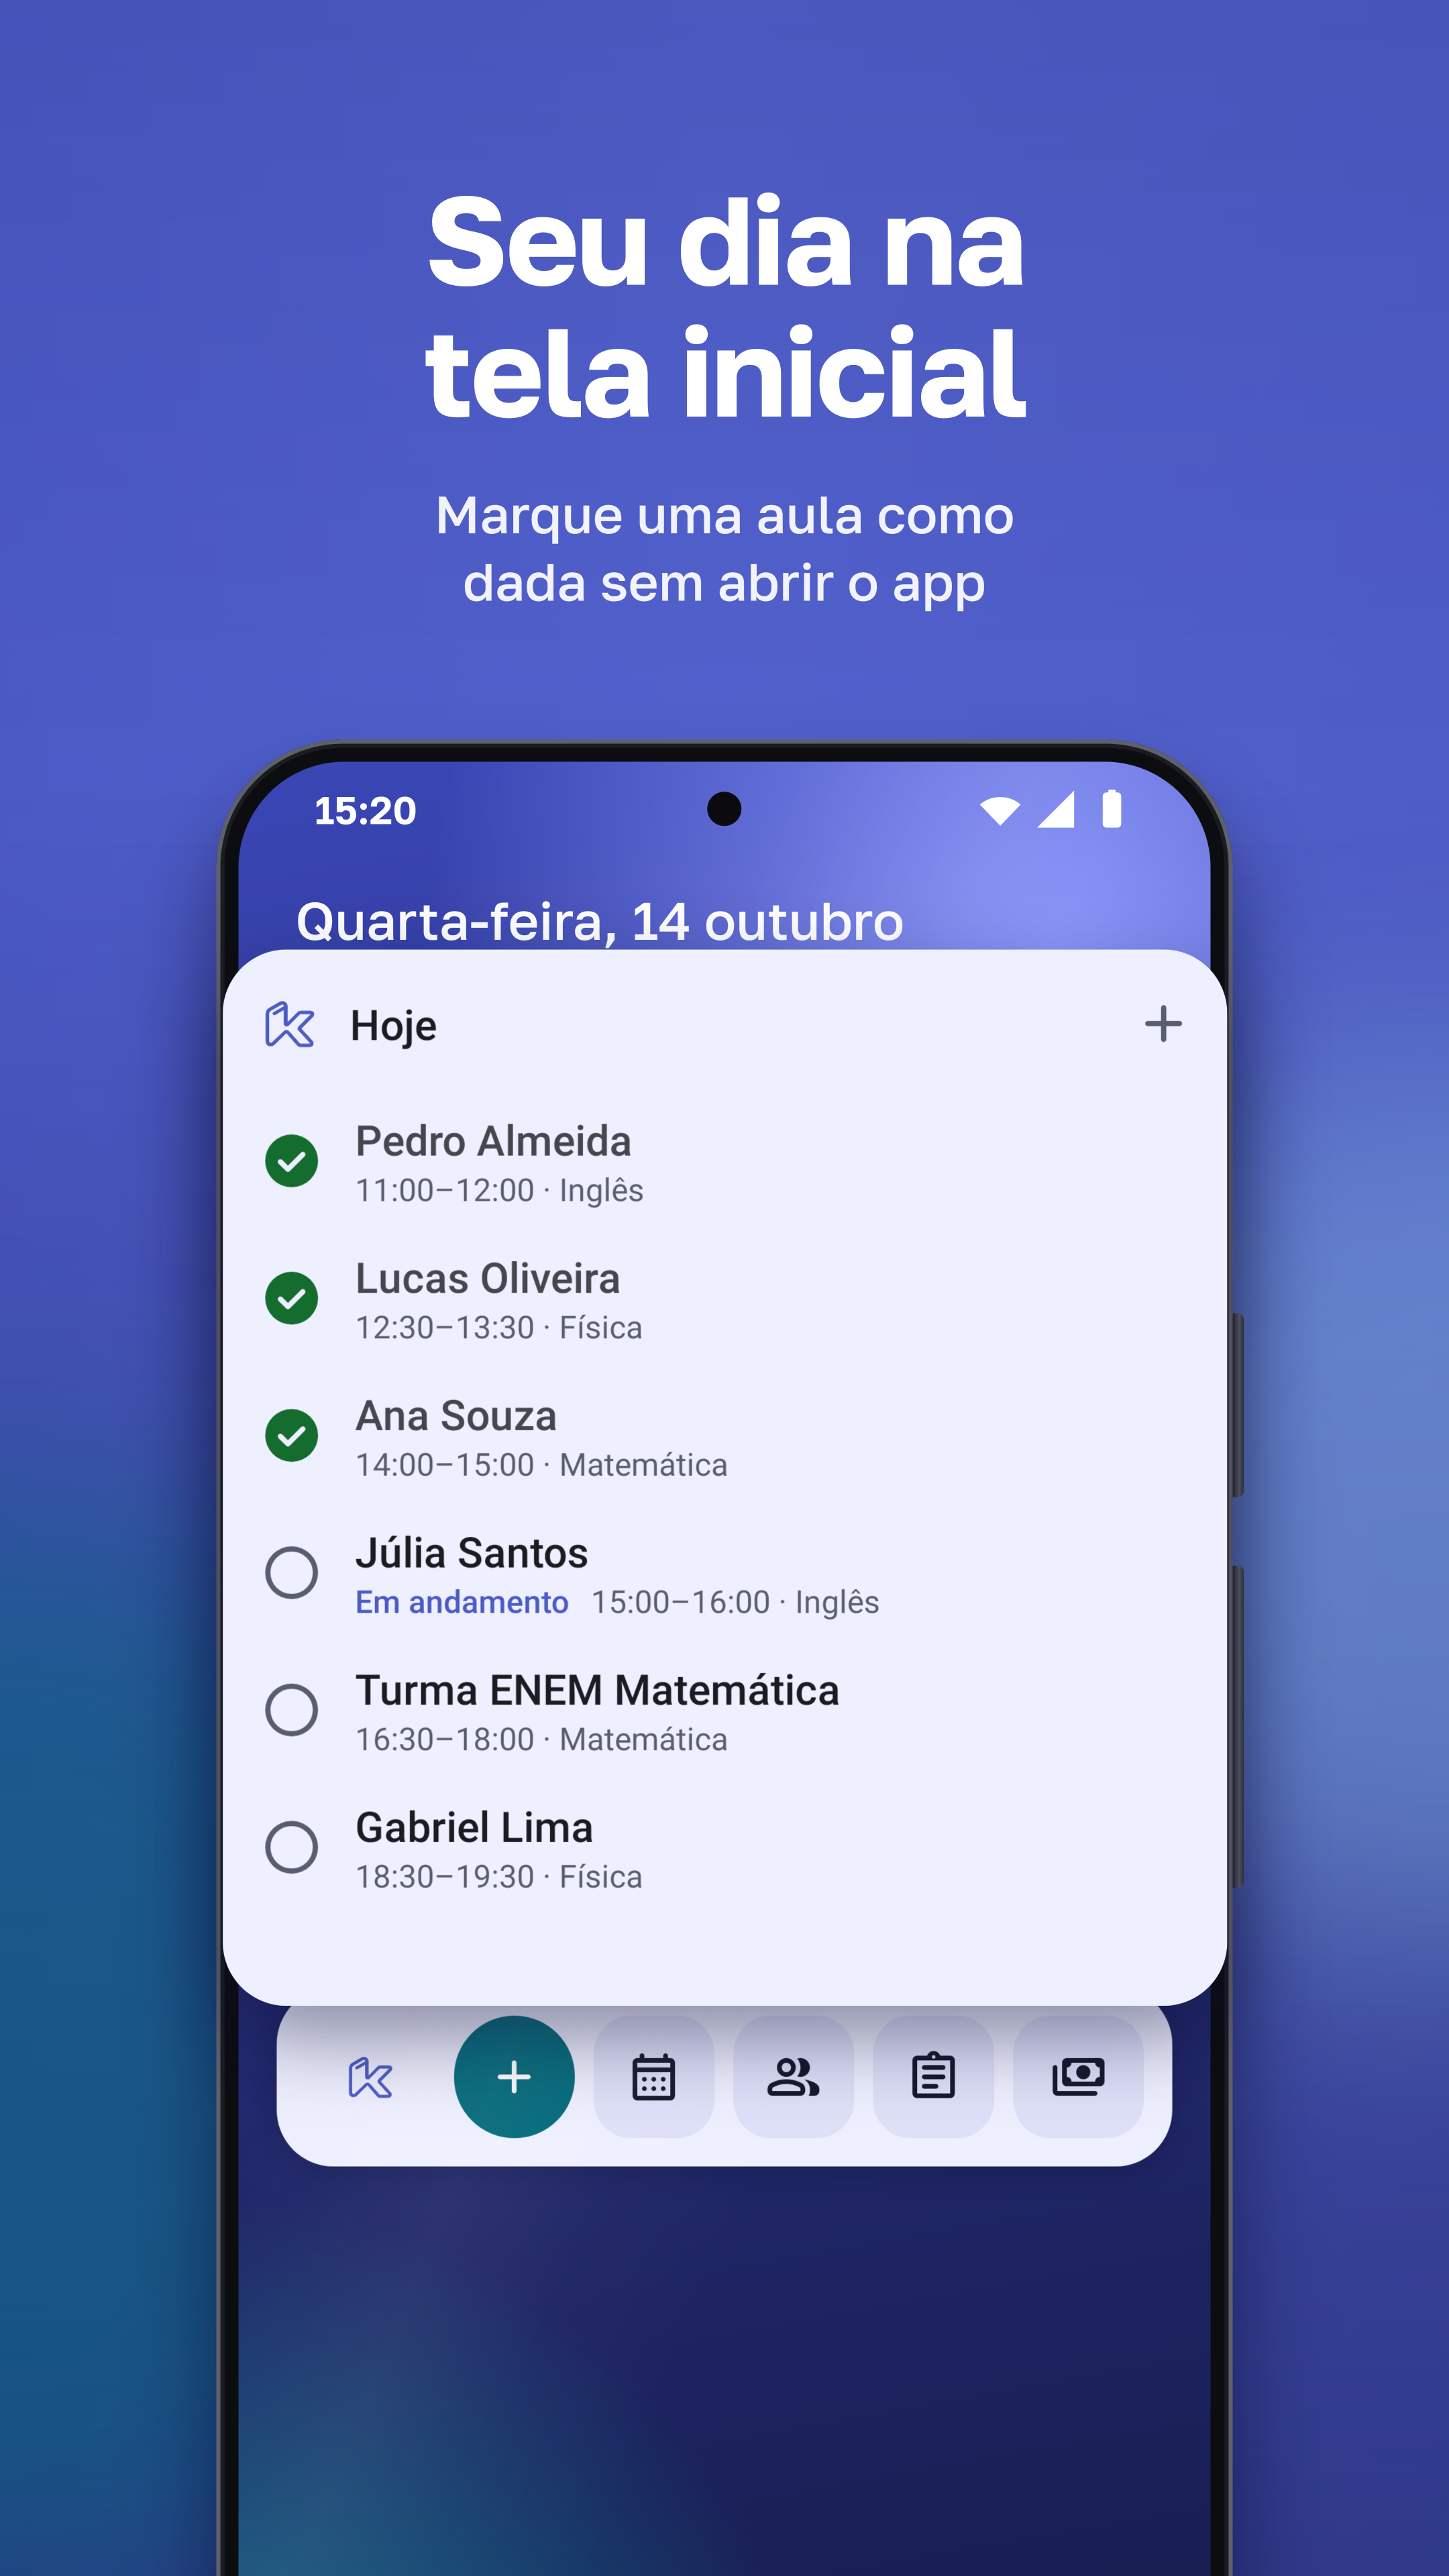 Seu dia na
tela inicial
Marque uma aula como
dada sem abrir o app
15:20
Quarta-feira, 14 outubro
Hoje
Pedro Almeida
11:00–12:00 · Inglês
Lucas Oliveira
12:30–13:30 · Física
Ana Souza
14:00–15:00 · Matemática
Júlia Santos
Em andamento 15:00–16:00 · Inglês
Turma ENEM Matemática
16:30–18:00 · Matemática
Gabriel Lima
18:30–19:30 · Física